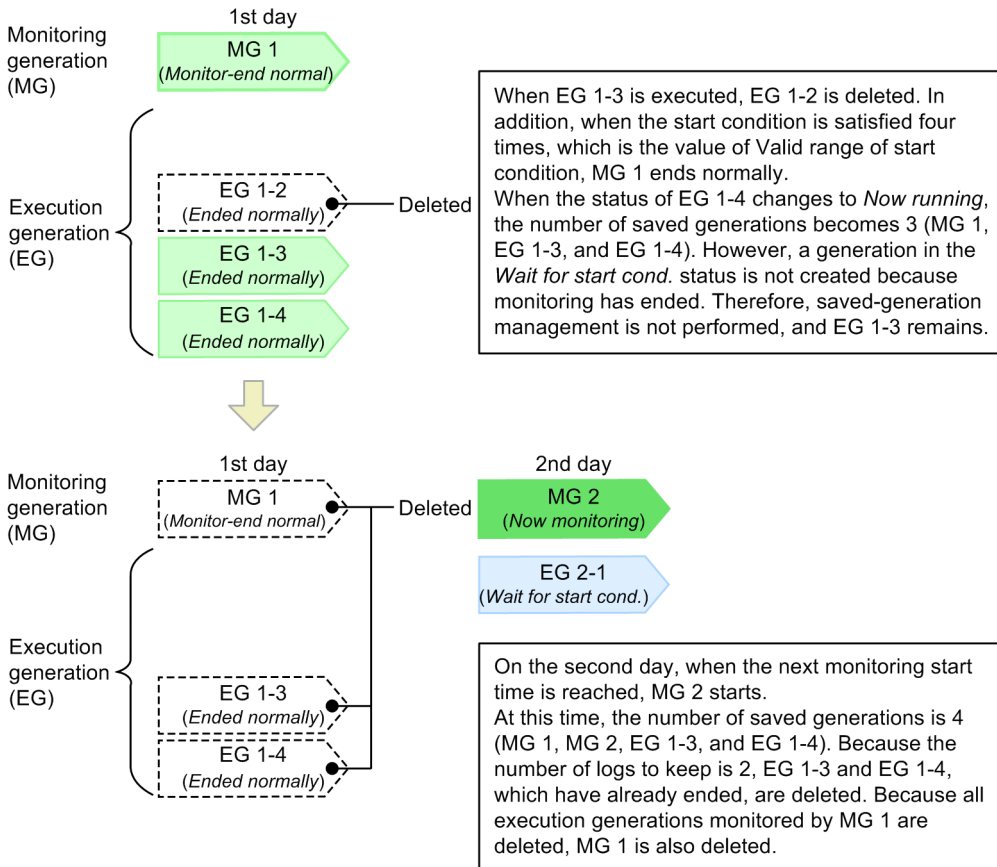 1st day
Monitoring
generation
(MG)
MG 1
(Monitor-end normal)
Execution
generation
(EG)
EG 1-2
(Ended normally)
Deleted
EG 1-3
(Ended normally)
EG 1-4
(Ended normally)
When EG 1-3 is executed, EG 1-2 is deleted. In
addition, when the start condition is satisfied four
times, which is the value of Valid range of start
condition, MG 1 ends normally.
When the status of EG 1-4 changes to Now running,
the number of saved generations becomes 3 (MG 1,
EG 1-3, and EG 1-4). However, a generation in the
Wait for start cond. status is not created because
monitoring has ended. Therefore, saved-generation
management is not performed, and EG 1-3 remains.
1st day
2nd day
Monitoring
generation
(MG)
MG 1
(Monitor-end normal)
Deleted
MG 2
(Now monitoring)
EG 2-1
(Wait for start cond.)
Execution
generation
(EG)
EG 1-3
(Ended normally)
EG 1-4
(Ended normally)
On the second day, when the next monitoring start
time is reached, MG 2 starts.
At this time, the number of saved generations is 4
(MG 1, MG 2, EG 1-3, and EG 1-4). Because the
number of logs to keep is 2, EG 1-3 and EG 1-4,
which have already ended, are deleted. Because all
execution generations monitored by MG 1 are
deleted, MG 1 is also deleted.